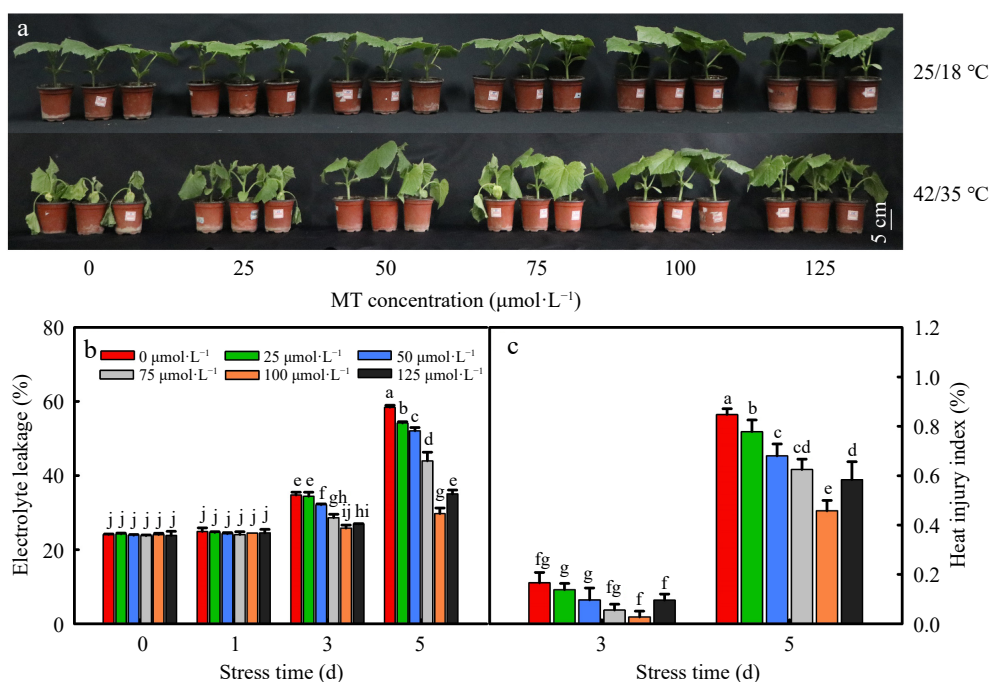 a
25/18 ℃
42/35 ℃
5 cm
0 25 50 75 100 125
MT concentration (μmol·L⁻¹)
b
0 μmol·L⁻¹ 25 μmol·L⁻¹ 50 μmol·L⁻¹
75 μmol·L⁻¹ 100 μmol·L⁻¹ 125 μmol·L⁻¹
Electrolyte leakage (%)
80
60
40
20
0
j j j j j j
j j j j j j
e e f gh ij hi
a b c d g e
0 1 3 5
Stress time (d)
c
fg g g fg f f
a b c cd e d
3 5
Stress time (d)
1.2
1.0
0.8
0.6
0.4
0.2
0.0
Heat injury index (%)